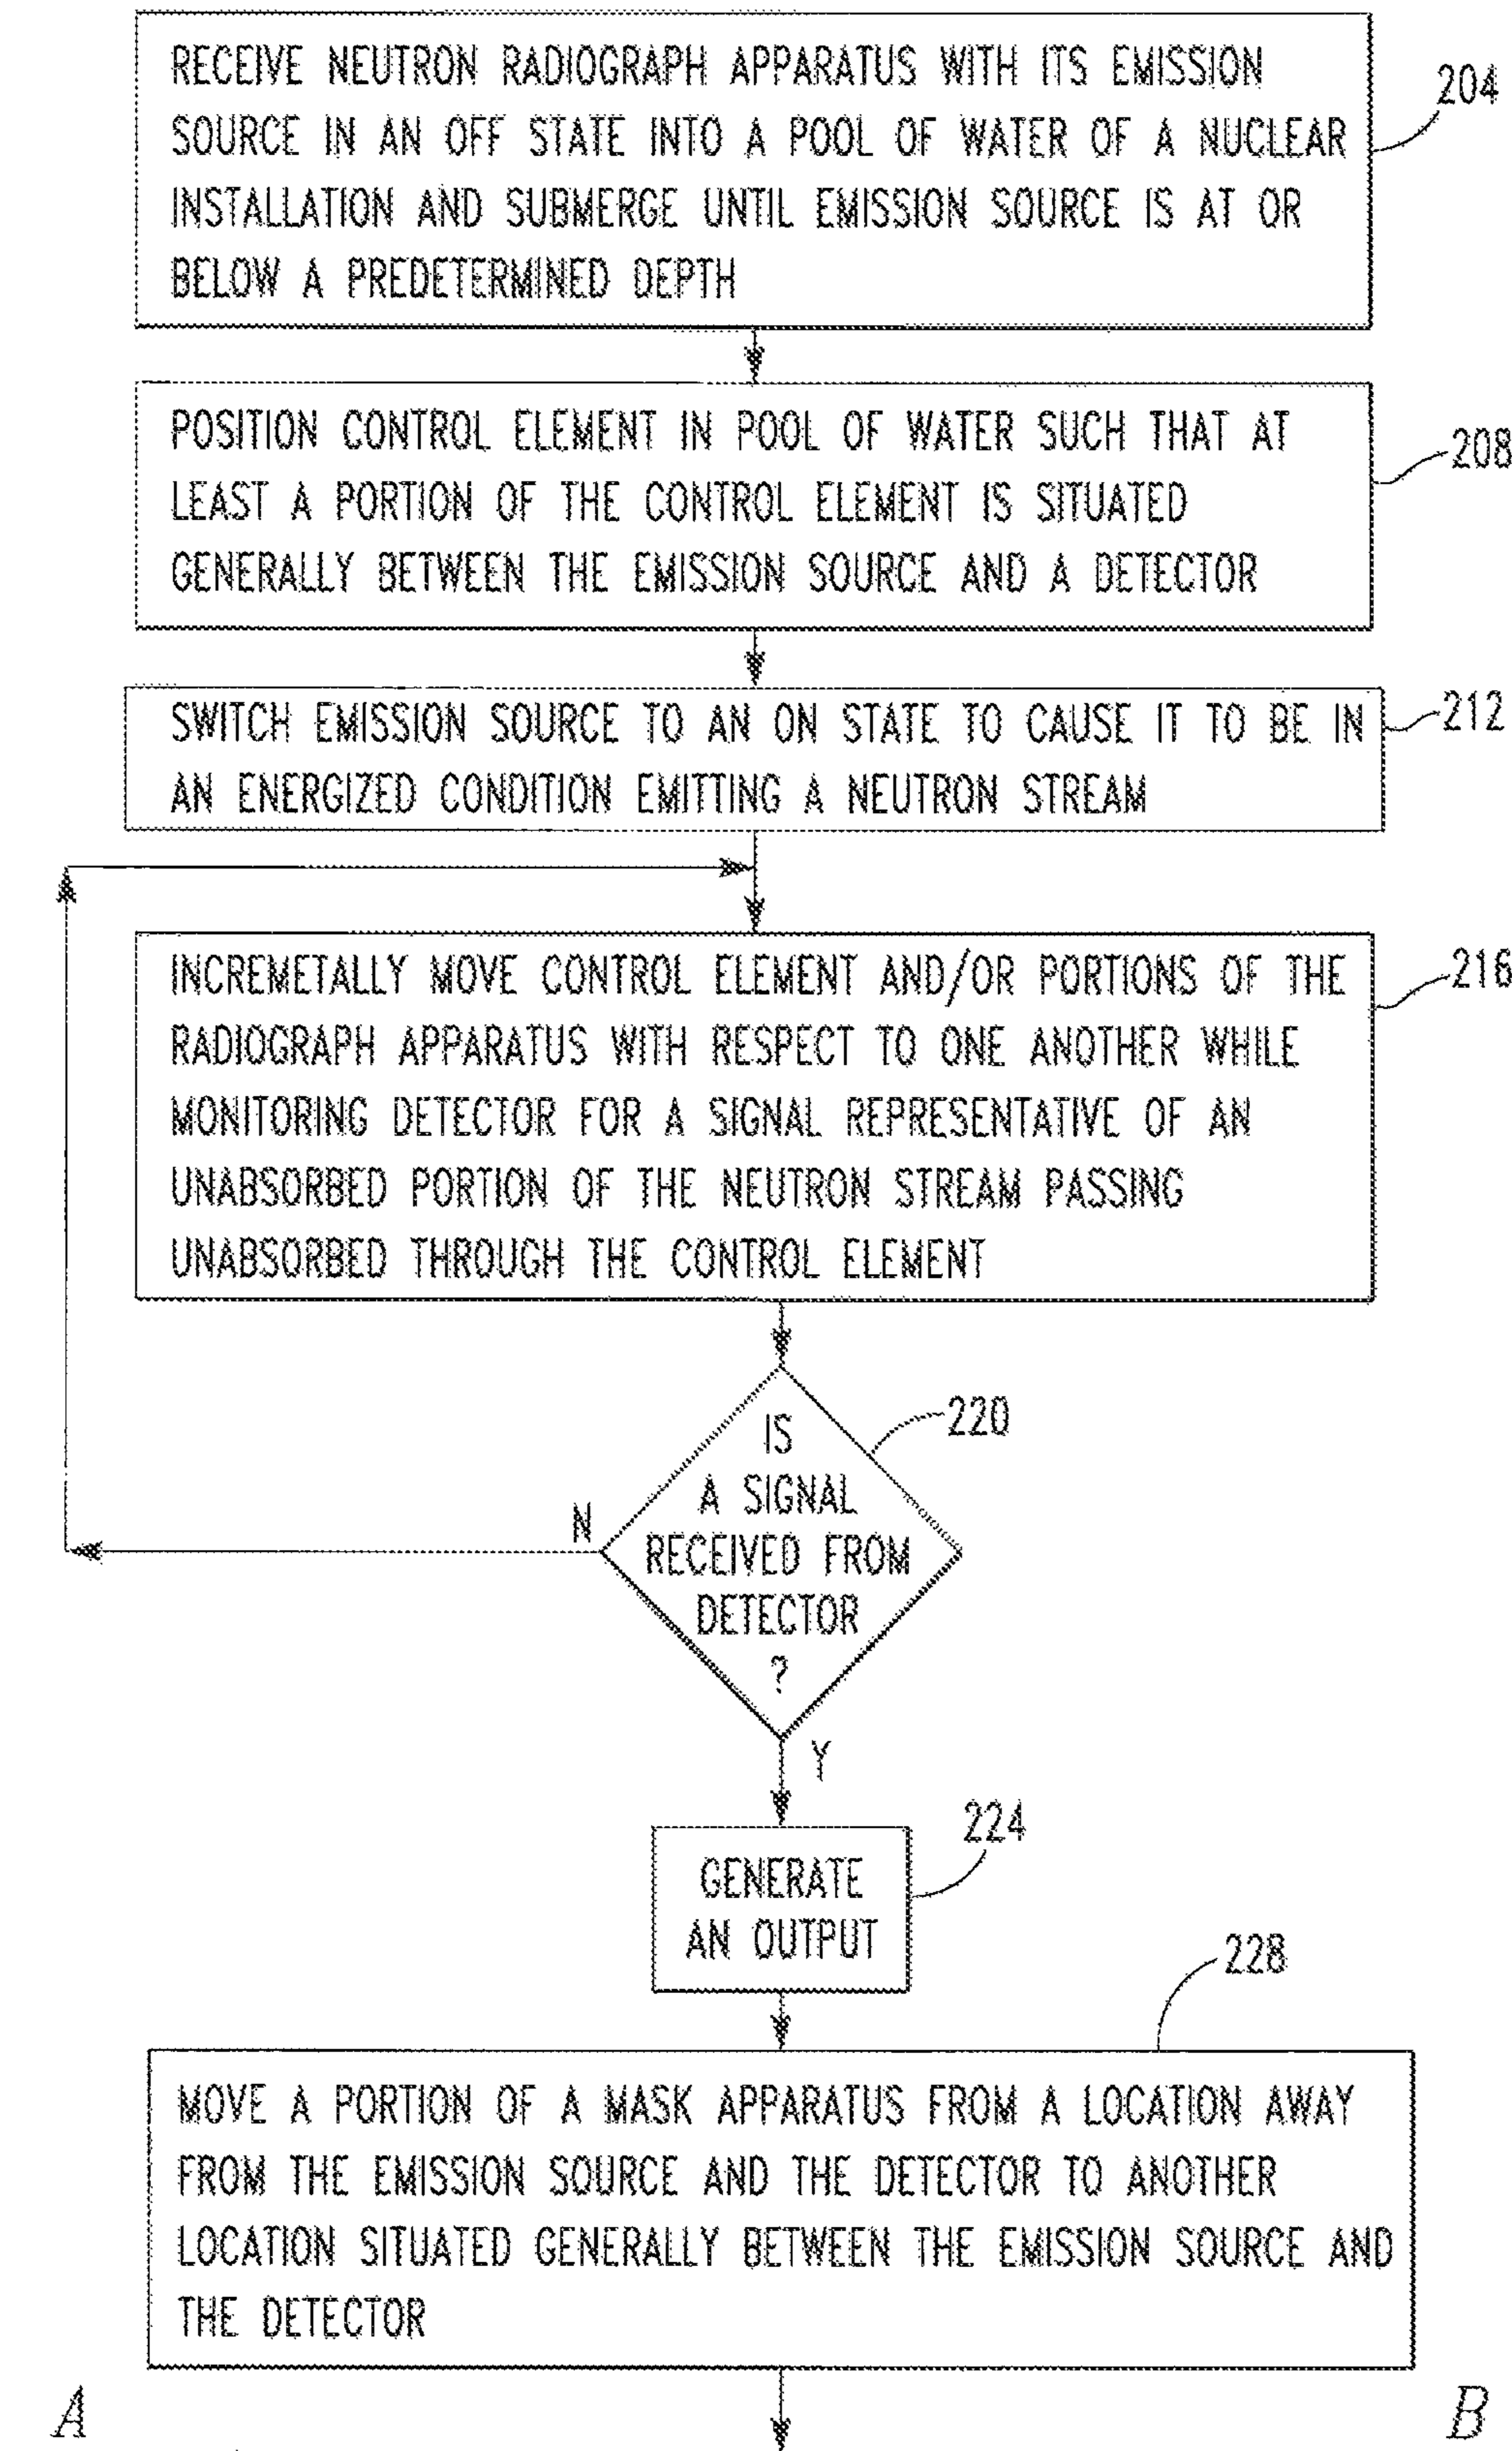 RECEIVE NEUTRON RADIOGRAPH APPARATUS WITH ITS EMISSION
SOURCE IN AN OFF STATE INTO A POOL OF WATER OF A NUCLEAR
INSTALLATION AND SUBMERGE UNTIL EMISSION SOURCE IS AT OR
BELOW A PREDETERMINED DEPTH
204
POSITION CONTROL ELEMENT IN POOL OF WATER SUCH THAT AT
LEAST A PORTION OF THE CONTROL ELEMENT IS SITUATED
GENERALLY BETWEEN THE EMISSION SOURCE AND A DETECTOR
208
SWITCH EMISSION SOURCE TO AN ON STATE TO CAUSE IT TO BE IN
AN ENERGIZED CONDITION EMITTING A NEUTRON STREAM
212
INCREMETALLY MOVE CONTROL ELEMENT AND/OR PORTIONS OF THE
RADIOGRAPH APPARATUS WITH RESPECT TO ONE ANOTHER WHILE
MONITORING DETECTOR FOR A SIGNAL REPRESENTATIVE OF AN
UNABSORBED PORTION OF THE NEUTRON STREAM PASSING
UNABSORBED THROUGH THE CONTROL ELEMENT
216
IS
A SIGNAL
RECEIVED FROM
DETECTOR
?
220
N
Y
GENERATE
AN OUTPUT
224
228
MOVE A PORTION OF A MASK APPARATUS FROM A LOCATION AWAY
FROM THE EMISSION SOURCE AND THE DETECTOR TO ANOTHER
LOCATION SITUATED GENERALLY BETWEEN THE EMISSION SOURCE AND
THE DETECTOR
A
B